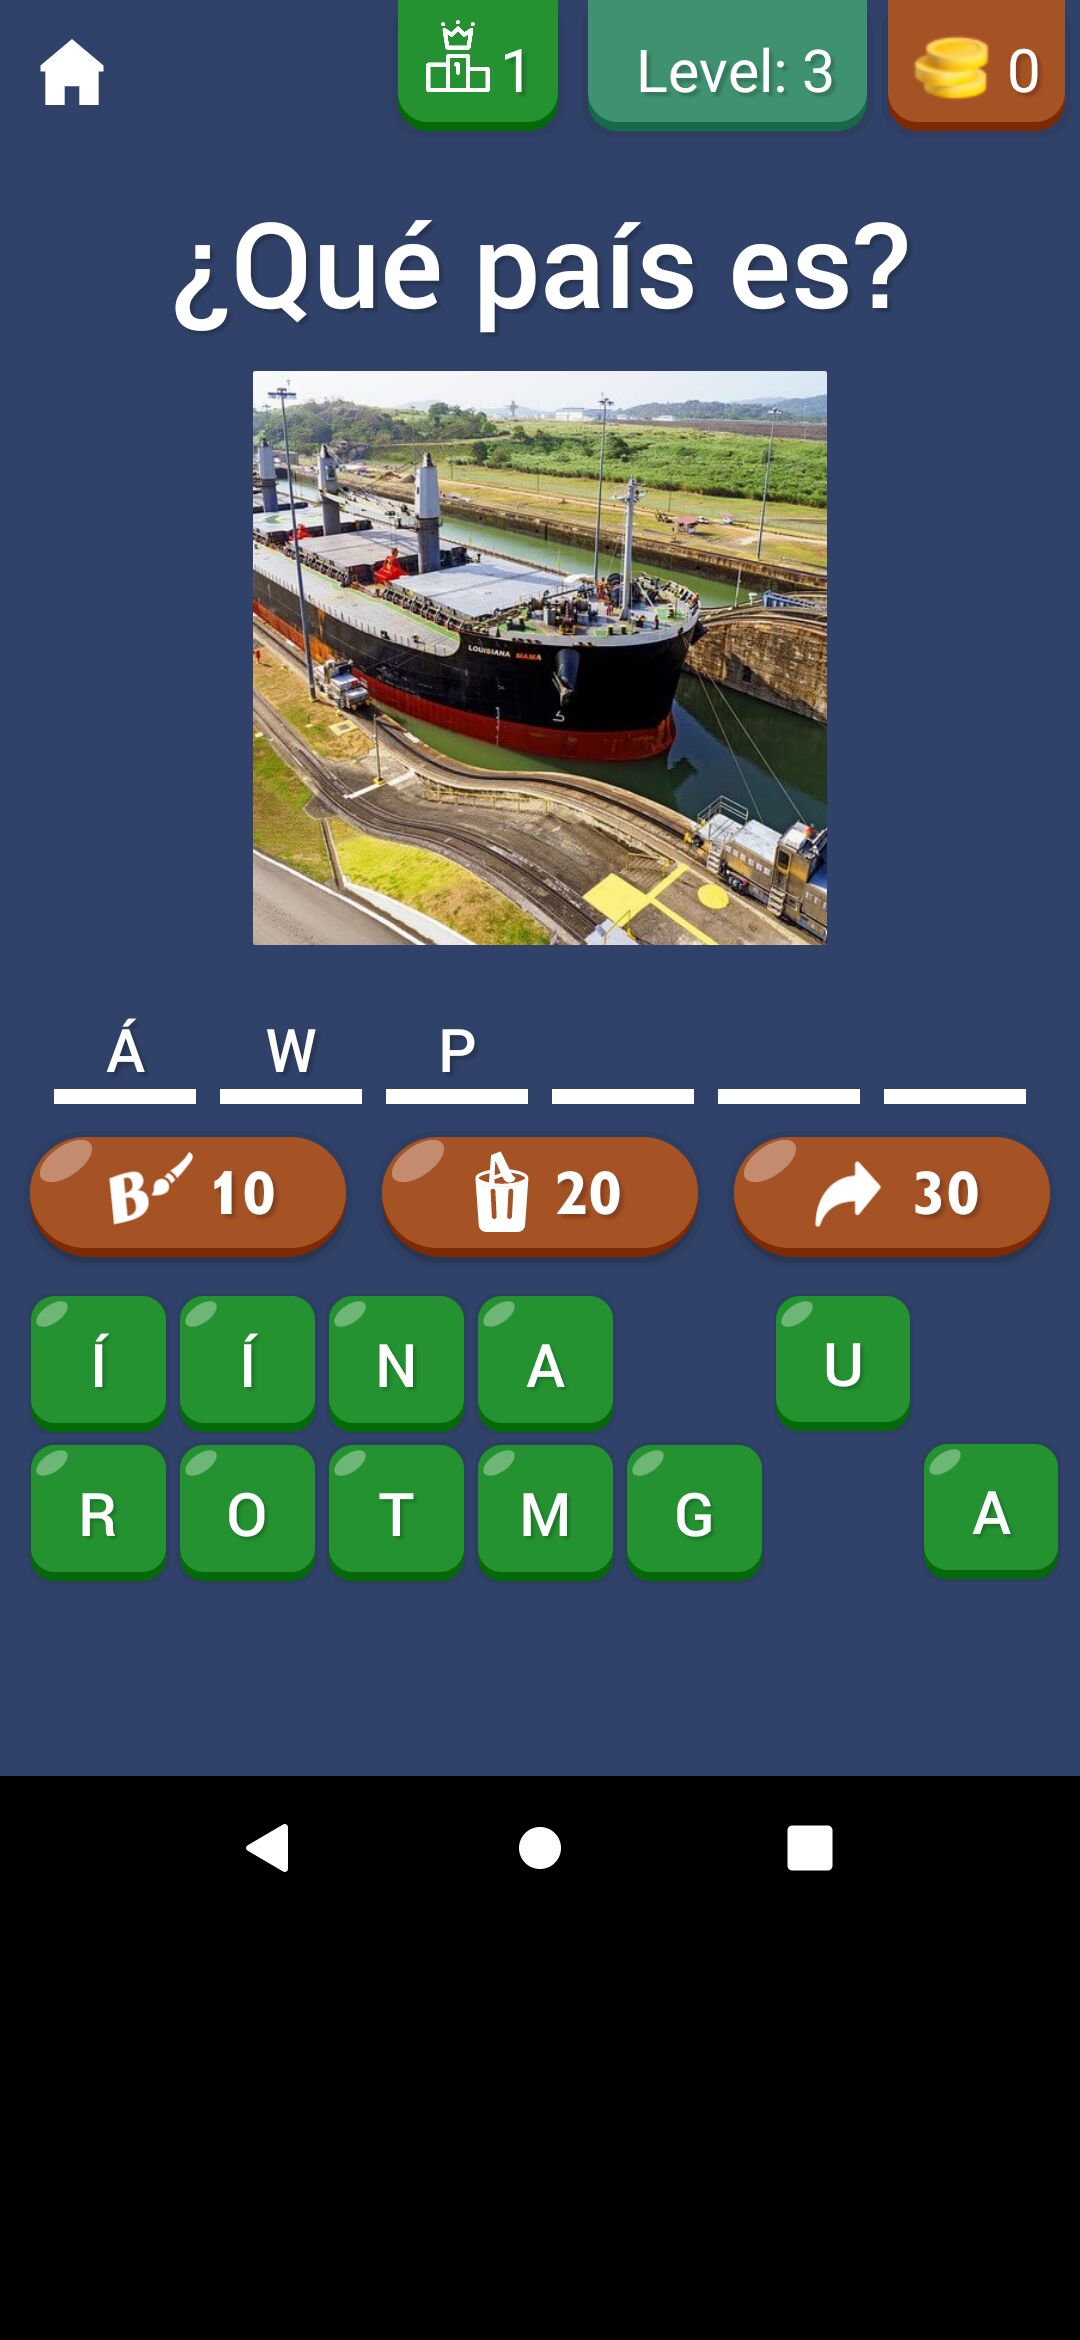 1 Level: 3 0
¿Qué país es?
LOUISIANA MAMA
Á W P
B 10 20 30
Í Í N A U
R O T M G A